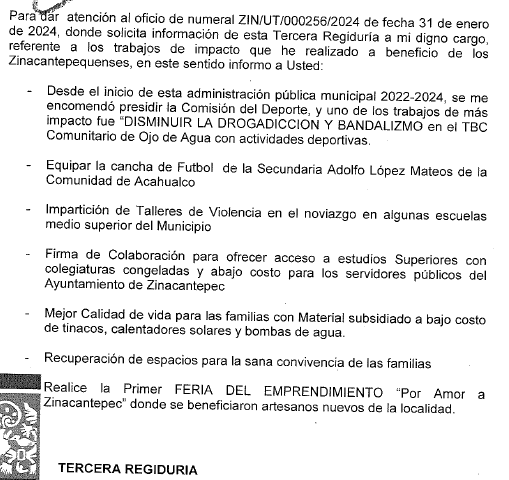 Para dar atención al oficio de numeral ZIN/UT/000256/2024 de fecha 31 de enero
de 2024, donde solicita información de esta Tercera Regiduría a mi digno cargo,
referente a los trabajos de impacto que he realizado a beneficio de los
Zinacantepequenses, en este sentido informo a Usted:
- Desde el inicio de esta administración pública municipal 2022-2024, se me
encomendó presidir la Comisión del Deporte, y uno de los trabajos de más
impacto fue "DISMINUIR LA DROGADICCION Y BANDALIZMO en el TBC
Comunitario de Ojo de Agua con actividades deportivas.
- Equipar la cancha de Futbol de la Secundaria Adolfo López Mateos de la
Comunidad de Acahualco
- Impartición de Talleres de Violencia en el noviazgo en algunas escuelas
medio superior del Municipio
- Firma de Colaboración para ofrecer acceso a estudios Superiores con
colegiaturas congeladas y abajo costo para los servidores públicos del
Ayuntamiento de Zinacantepec
- Mejor Calidad de vida para las familias con Material subsidiado a bajo costo
de tinacos, calentadores solares y bombas de agua.
- Recuperación de espacios para la sana convivencia de las familias
Realice la Primer FERIA DEL EMPRENDIMIENTO "Por Amor a
Zinacantepec" donde se beneficiaron artesanos nuevos de la localidad.
TERCERA REGIDURIA